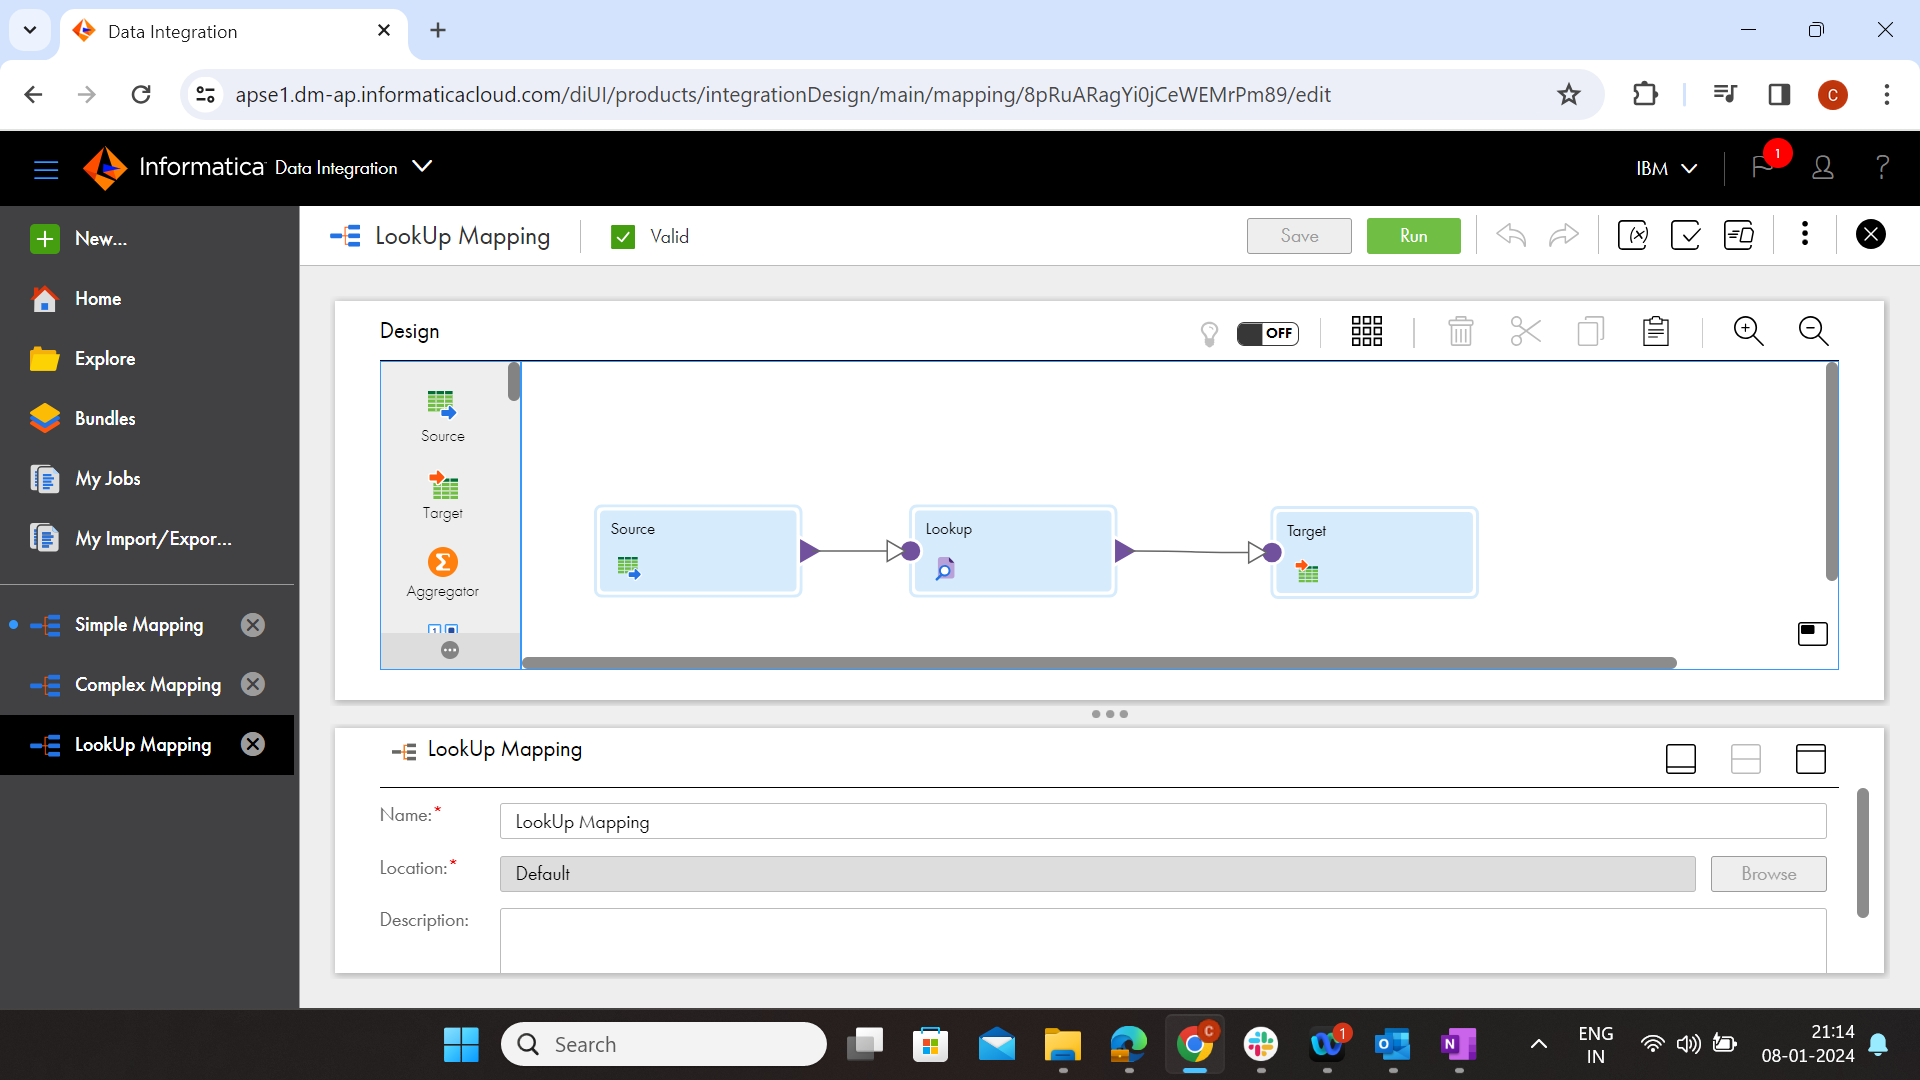 Data Integration
apse1.dm-ap.informaticacloud.com/diUI/products/integrationDesign/main/mapping/8pRuARagYi0jCeWEMrPm89/edit
C
Informatica Data Integration
IBM
1
?
New...
Home
Explore
Bundles
My Jobs
My Import/Expor...
Simple Mapping
Complex Mapping
LookUp Mapping
LookUp Mapping
Valid
Save
Run
Design
OFF
Source
Target
Aggregator
Source
Lookup
Target
LookUp Mapping
Name:*
LookUp Mapping
Location:*
Default
Browse
Description:
Search
C
1
ENG
IN
21:14
08-01-2024